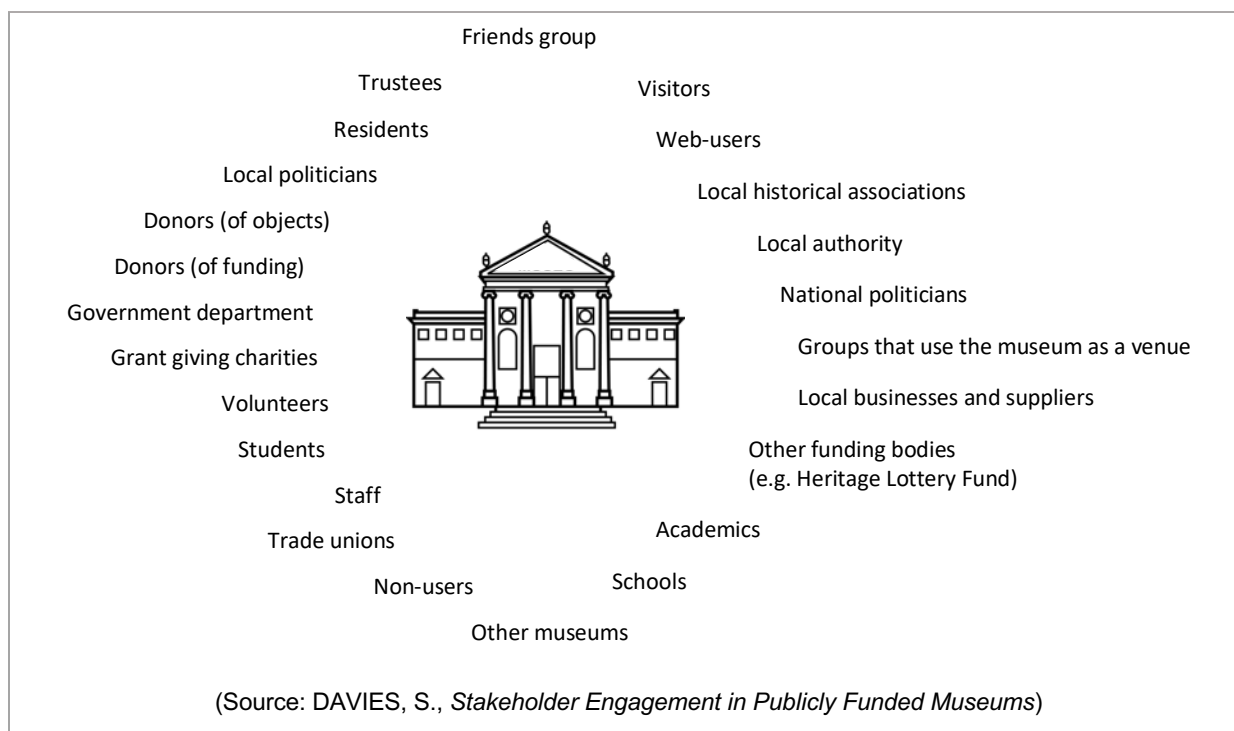 Friends group
Trustees
Visitors
Residents
Web-users
Local politicians
Local historical associations
Donors (of objects)
Local authority
Donors (of funding)
National politicians
Government department
Groups that use the museum as a venue
Grant giving charities
Local businesses and suppliers
Volunteers
Students
Other funding bodies
(e.g. Heritage Lottery Fund)
Staff
Academics
Trade unions
Schools
Non-users
Other museums
(Source: DAVIES, S., Stakeholder Engagement in Publicly Funded Museums)